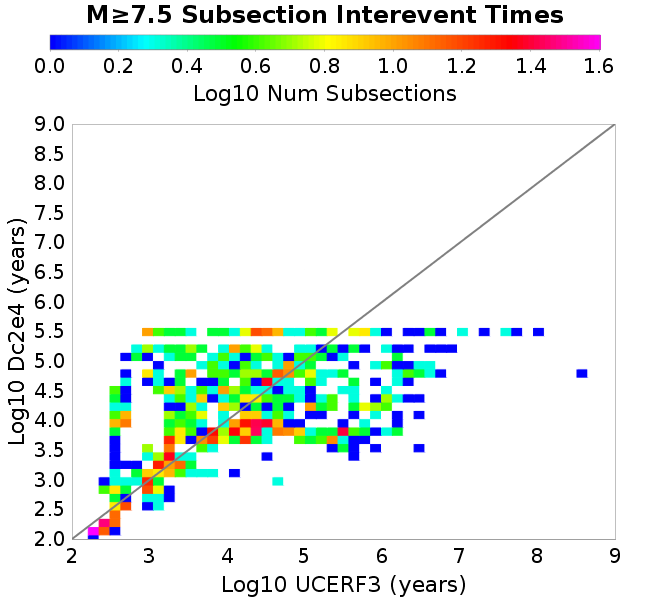 M≥7.5 Subsection Interevent Times
0.0 0.2 0.4 0.6 0.8 1.0 1.2 1.4 1.6
Log10 Num Subsections
9.0
8.5
8.0
7.5
7.0
6.5
6.0
5.5
5.0
4.5
4.0
3.5
3.0
2.5
2.0
Log10 Dc2e4 (years)
2 3 4 5 6 7 8 9
Log10 UCERF3 (years)